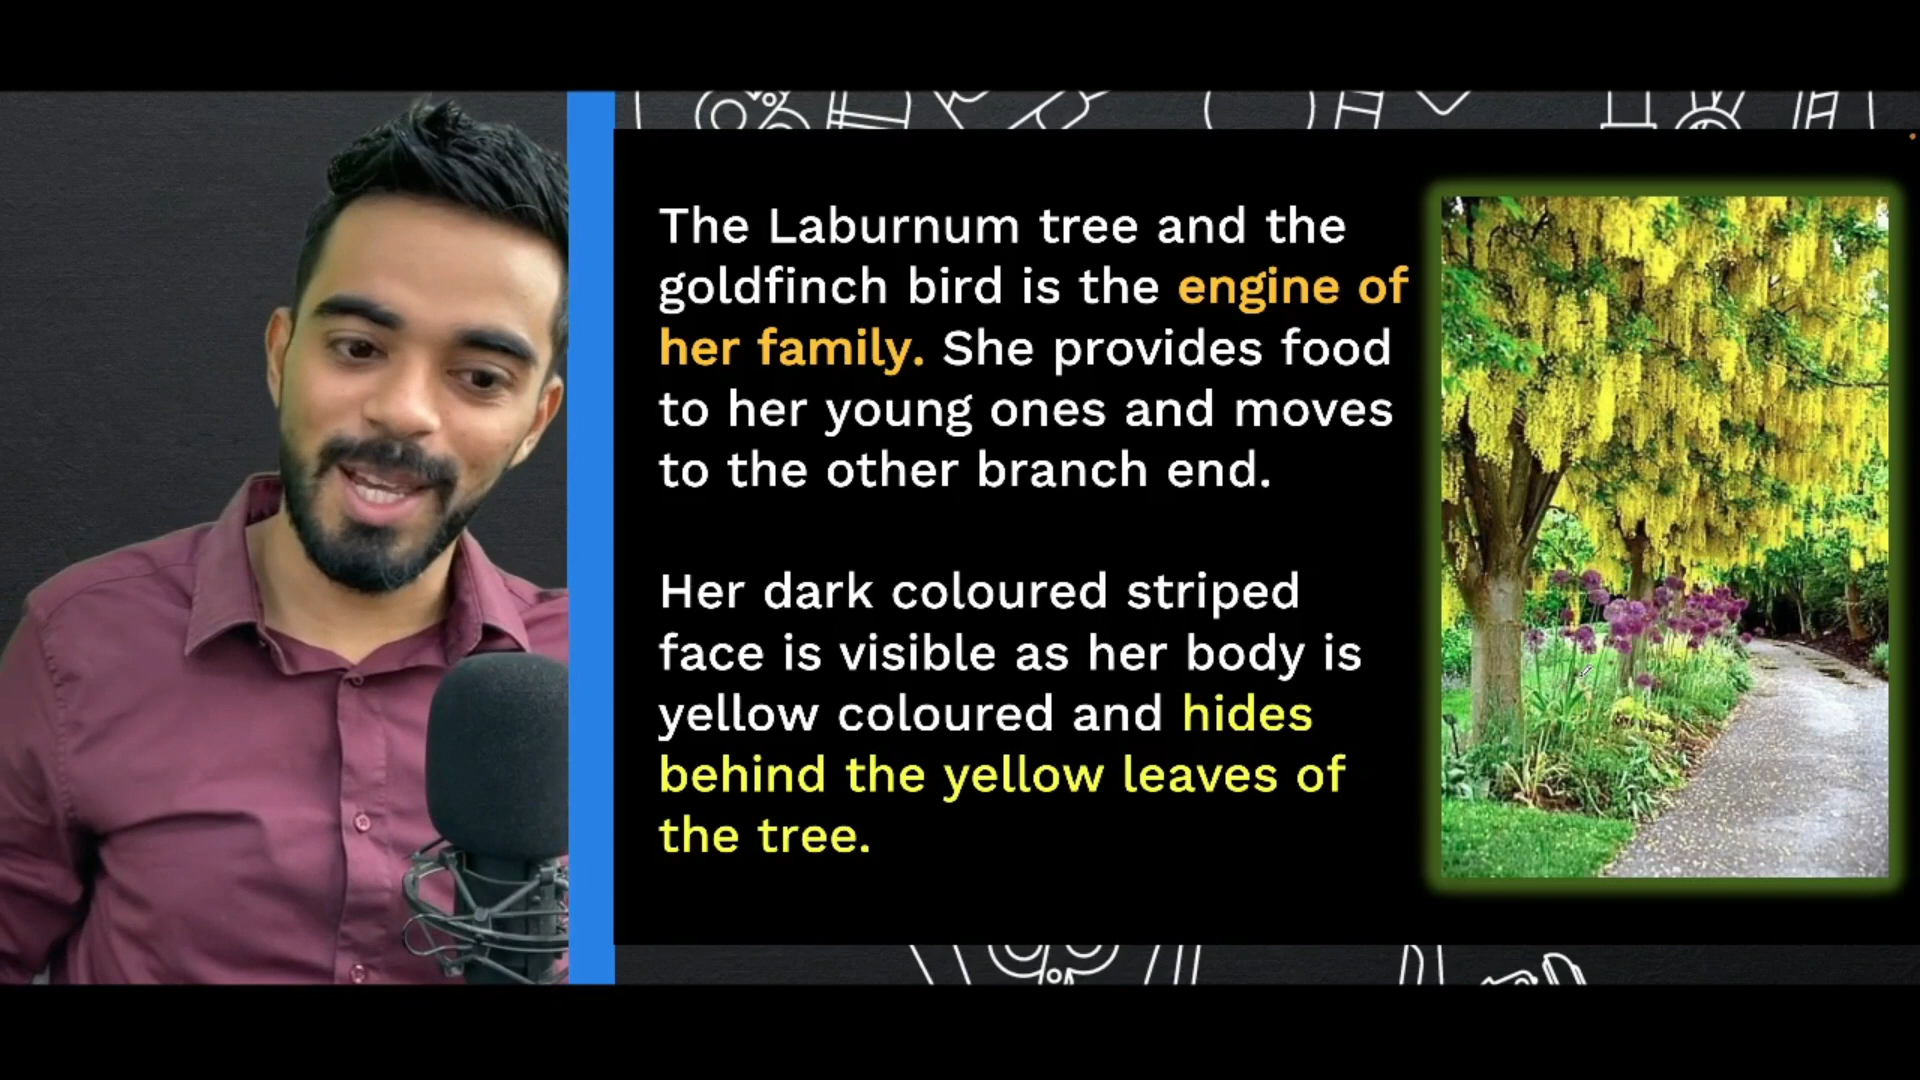 The Laburnum tree and the
goldfinch bird is the engine of
her family. She provides food
to her young ones and moves
to the other branch end.
Her dark coloured striped
face is visible as her body is
yellow coloured and hides
behind the yellow leaves of
the tree.